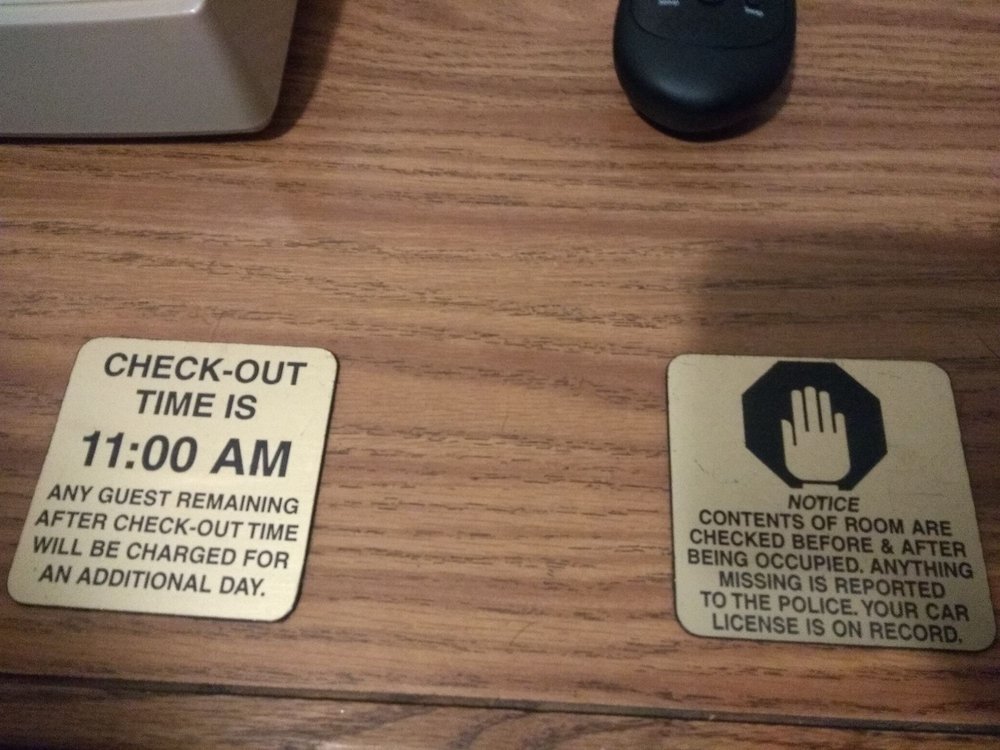 CHECK-OUT
TIME IS
11:00 AM
ANY GUEST REMAINING
AFTER CHECK-OUT TIME
WILL BE CHARGED FOR
AN ADDITIONAL DAY.
NOTICE
CONTENTS OF ROOM ARE
CHECKED BEFORE & AFTER
BEING OCCUPIED. ANYTHING
MISSING IS REPORTED
TO THE POLICE. YOUR CAR
LICENSE IS ON RECORD.